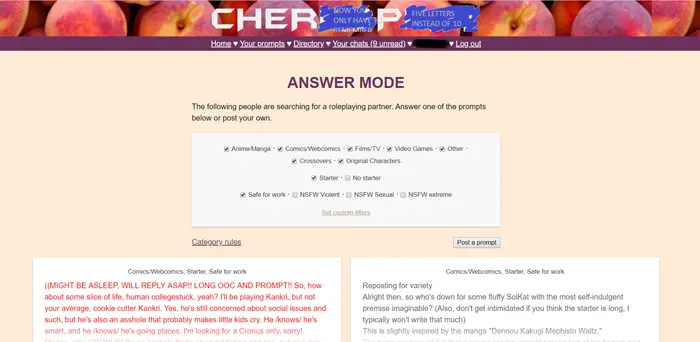 CHER P
NOW YOU
ONLY HAVE
REMEMBER
FIVE LETTERS
INSTEAD OF 10
Home ♥ Your prompts ♥ Directory ♥ Your chats (9 unread) ♥ ♥ Log out
ANSWER MODE
The following people are searching for a roleplaying partner. Answer one of the prompts
below or post your own.
Anime/Manga · Comics/Webcomics · Films/TV · Video Games · Other ·
Crossovers · Original Characters
Starter · No starter
Safe for work · NSFW Violent · NSFW Sexual · NSFW extreme
Set custom filters
Category rules
Post a prompt
Comics/Webcomics, Starter, Safe for work
((MIGHT BE ASLEEP, WILL REPLY ASAP!! LONG OOC AND PROMPT!! So, how
about some slice of life, human collegestuck, yeah? I'll be playing Kankri, but not
your average, cookie cutter Kankri. Yes, he's still concerned about social issues and
such, but he's also an asshole that probably makes little kids cry. He /knows/ he's
smart, and he /knows/ he's going places. I'm looking for a Cronus only, sorry!
Comics/Webcomics, Starter, Safe for work
Reposting for variety
Alright then, so who's down for some fluffy SolKat with the most self-indulgent
premise imaginable? (Also, don't get intimidated if you think the starter is long, I
typically won't write that much)
This is slightly inspired by the manga "Dennou Kakugi Mephisto Waltz."